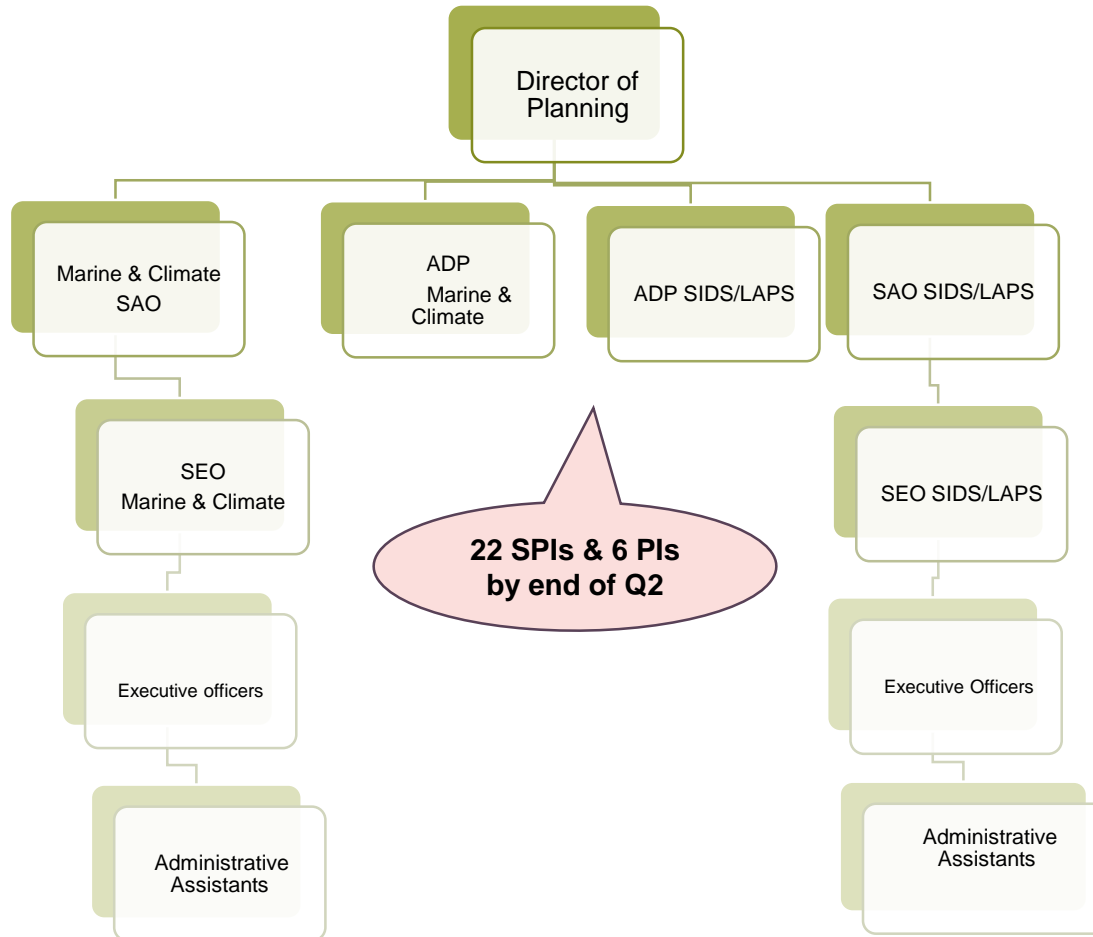 Director of
Planning
Marine & Climate
SAO
ADP
Marine &
Climate
ADP SIDS/LAPS
SAO SIDS/LAPS
SEO
Marine & Climate
SEO SIDS/LAPS
22 SPIs & 6 PIs
by end of Q2
Executive officers
Executive Officers
Administrative
Assistants
Administrative
Assistants